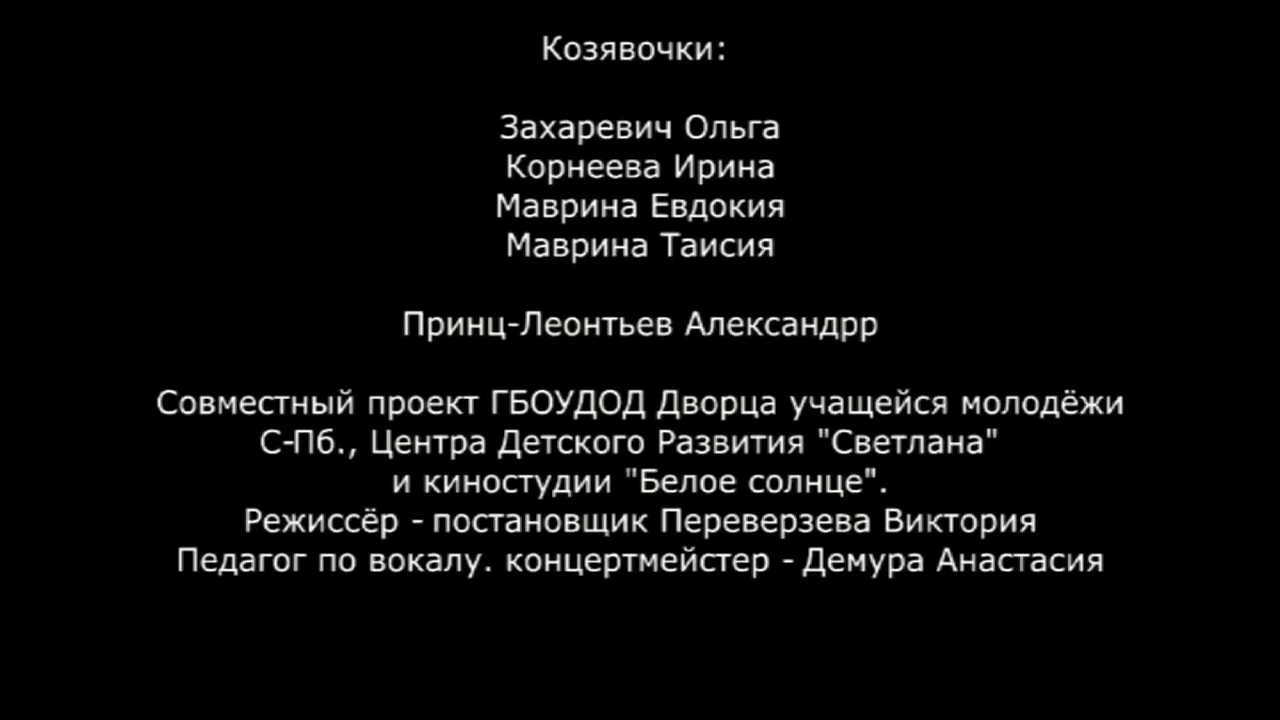 Козявочки:
Захаревич Ольга
Корнеева Ирина
Маврина Евдокия
Маврина Таисия
Принц-Леонтьев Александрр
Совместный проект ГБОУДОД Дворца учащейся молодёжи
С-Пб., Центра Детского Развития "Светлана"
и киностудии "Белое солнце".
Режиссёр - постановщик Переверзева Виктория
Педагог по вокалу. концертмейстер - Демура Анастасия